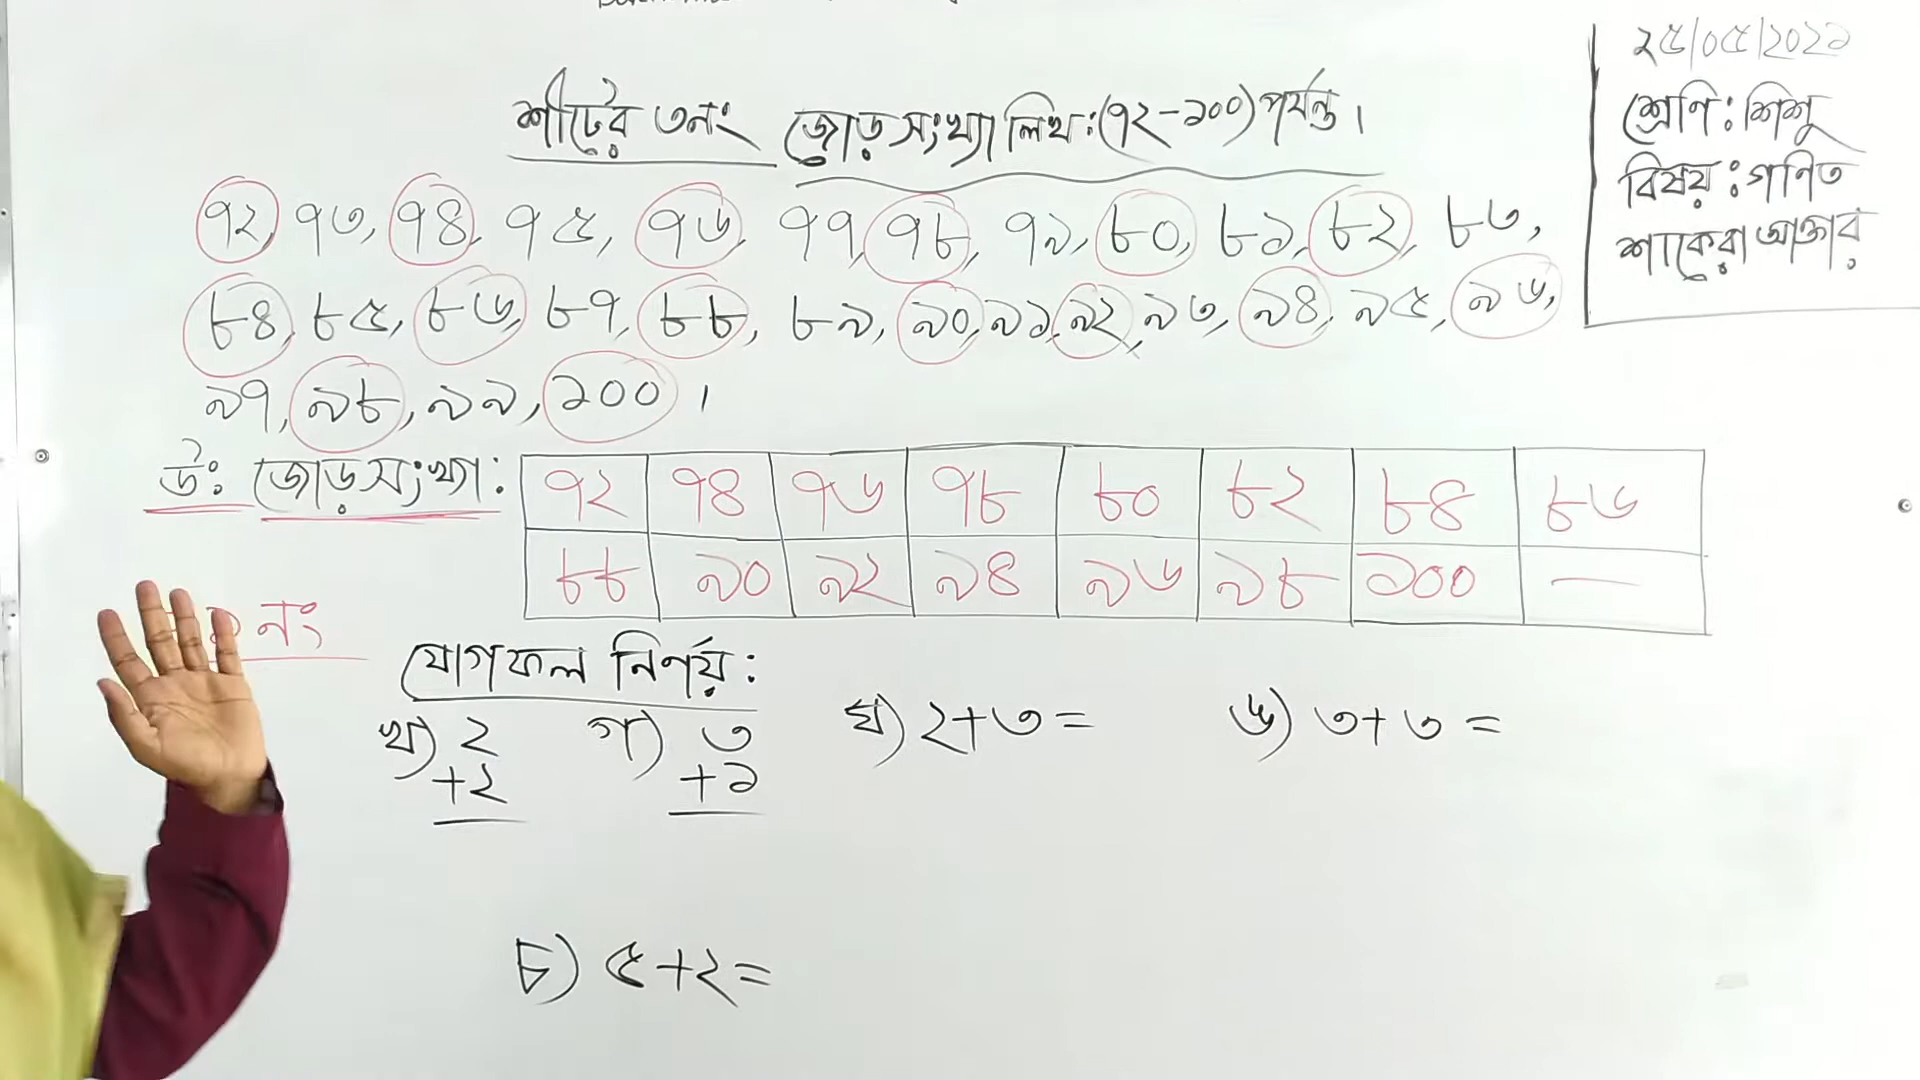 শীটের ৩নং জোড় সংখ্যা লিখ:(৭২-১০০) পর্যন্ত।
২৫/০৫/২০২১
শ্রেণি: শিশু
বিষয়: গণিত
শাকেরা আক্তার
৭২, ৭৩, ৭৪, ৭৫, ৭৬, ৭৭, ৭৮, ৭৯, ৮০, ৮১, ৮২, ৮৩,
৮৪, ৮৫, ৮৬, ৮৭, ৮৮, ৮৯, ৯০, ৯১, ৯২, ৯৩, ৯৪, ৯৫, ৯৬,
৯৭, ৯৮, ৯৯, ১০০।
উঃ জোড় সংখ্যা: ৭২ ৭৪ ৭৬ ৭৮ ৮০ ৮২ ৮৪ ৮৬
৮৮ ৯০ ৯২ ৯৪ ৯৬ ৯৮ ১০০ —
নং
যোগফল নির্ণয়:
খ) ২ গ) ৩ ঘ) ২+৩= ঙ) ৩+৩=
+২ +১
চ) ৫+২=